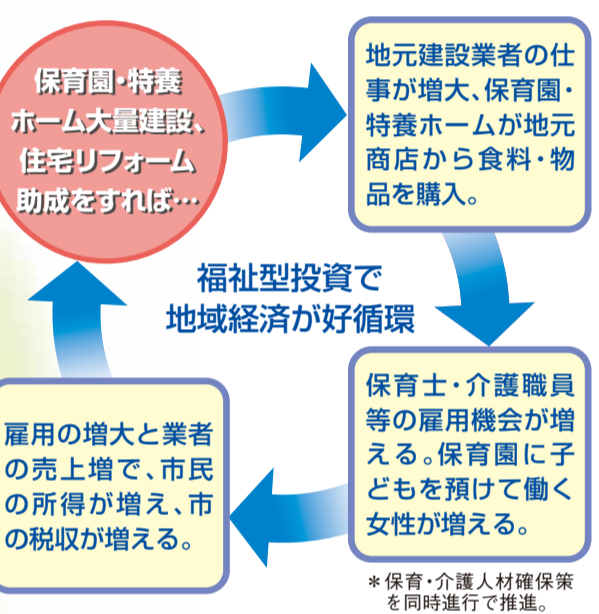 保育園・特養
ホーム大量建設、
住宅リフォーム
助成をすれば…
地元建設業者の仕
事が増大、保育園・
特養ホームが地元
商店から食料・物
品を購入。
福祉型投資で
地域経済が好循環
保育士・介護職員
等の雇用機会が増
える。保育園に子
どもを預けて働く
女性が増える。
＊保育・介護人材確保策
を同時進行で推進。
雇用の増大と業者
の売上増で、市民
の所得が増え、市
の税収が増える。